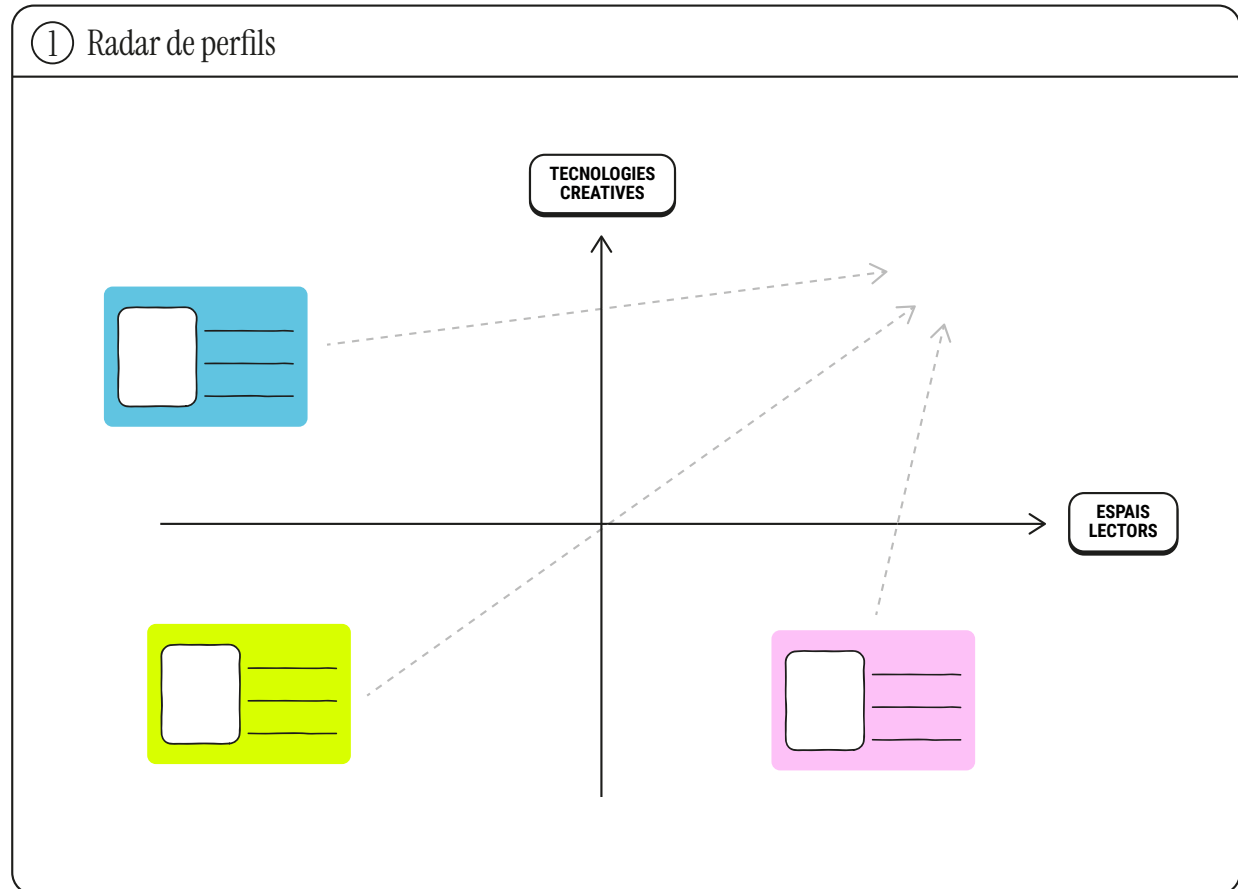 1 Radar de perfils
TECNOLOGIES
CREATIVES
ESPAIS
LECTORS